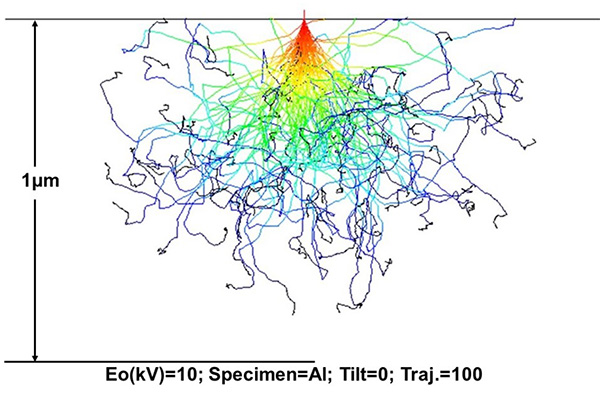 1µm
Eo(kV)=10; Specimen=Al; Tilt=0; Traj.=100